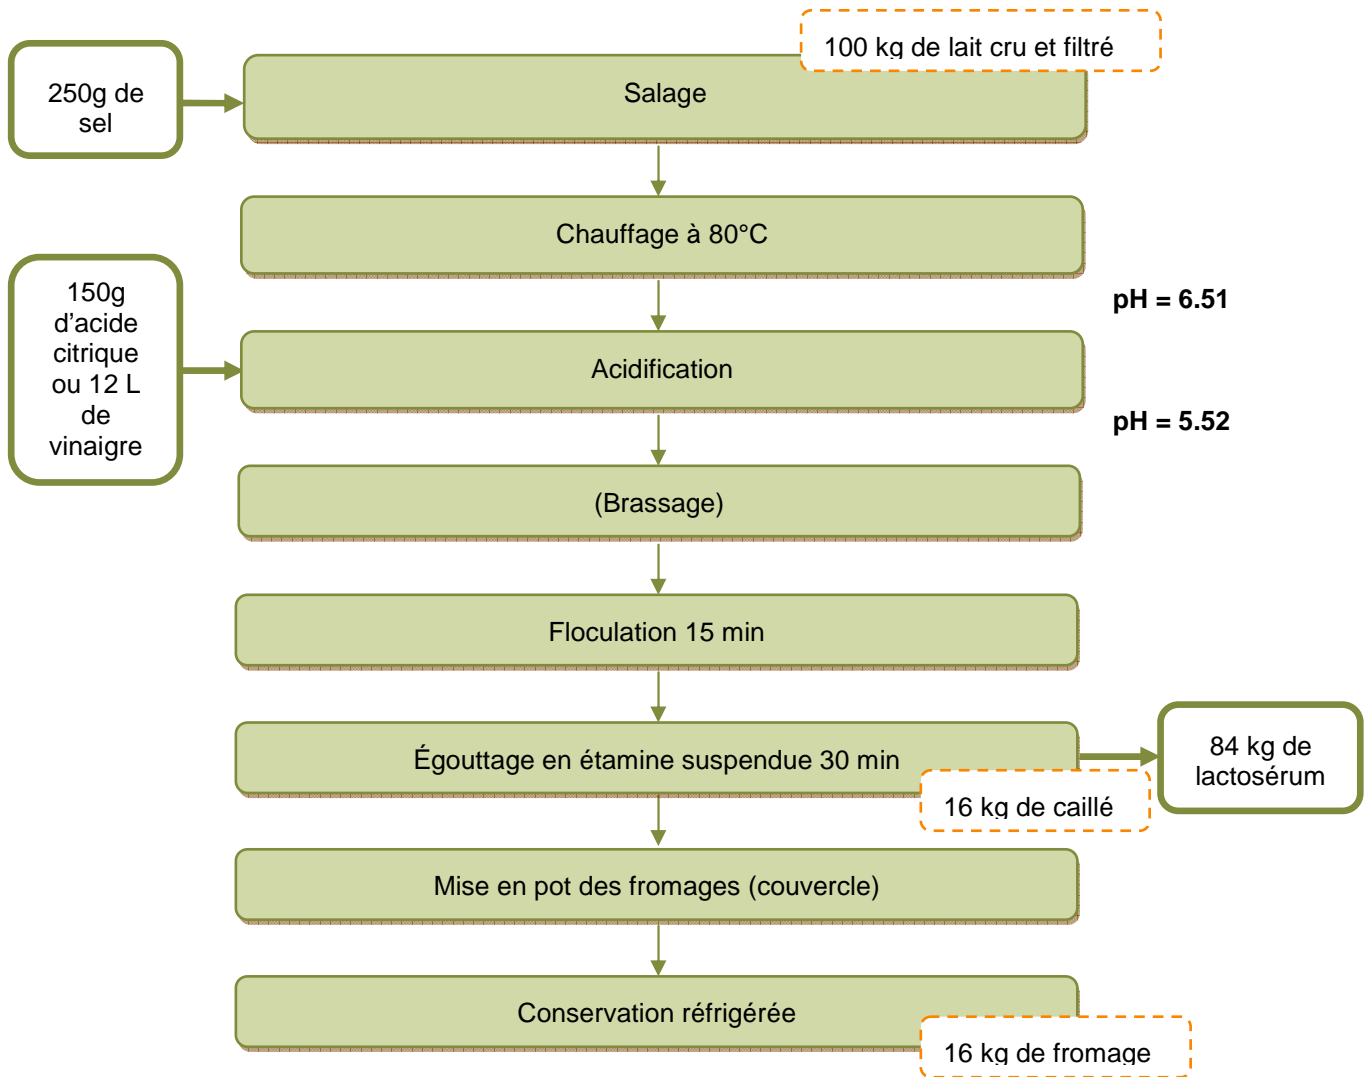 100 kg de lait cru et filtré
250g de
sel
Salage
Chauffage à 80°C
150g
d'acide
citrique
ou 12 L
de
vinaigre
pH = 6.51
Acidification
pH = 5.52
(Brassage)
Floculation 15 min
Égouttage en étamine suspendue 30 min
84 kg de
lactosérum
16 kg de caillé
Mise en pot des fromages (couvercle)
Conservation réfrigérée
16 kg de fromage